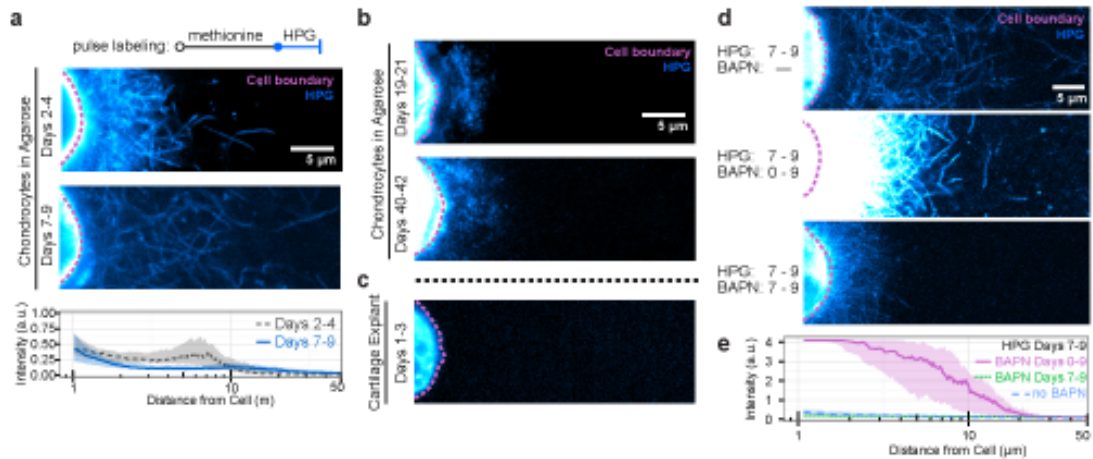 a
pulse labeling:
methionine
HPG
Chondrocytes in Agarose
Days 2-4
Cell boundary
HPG
5 µm
Days 7-9
Intensity (a.u.)
1.00
0.75
0.50
0.25
0.00
Days 2-4
Days 7-9
1
10
50
Distance from Cell (m)
b
Chondrocytes in Agarose
Days 19-21
Cell boundary
HPG
5 µm
Days 40-42
c
Cartilage Explant
Days 1-3
d
HPG: 7 - 9
BAPN: —
Cell boundary
HPG
5 µm
HPG: 7 - 9
BAPN: 0 - 9
HPG: 7 - 9
BAPN: 7 - 9
e
Intensity (a.u.)
4
3
2
1
0
HPG Days 7-9
BAPN Days 0-9
BAPN Days 7-9
no BAPN
1
10
50
Distance from Cell (µm)